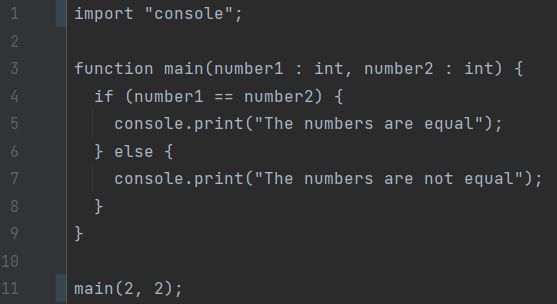 1 import "console";
2
3 function main(number1 : int, number2 : int) {
4   if (number1 == number2) {
5     console.print("The numbers are equal");
6   } else {
7     console.print("The numbers are not equal");
8   }
9 }
10
11 main(2, 2);